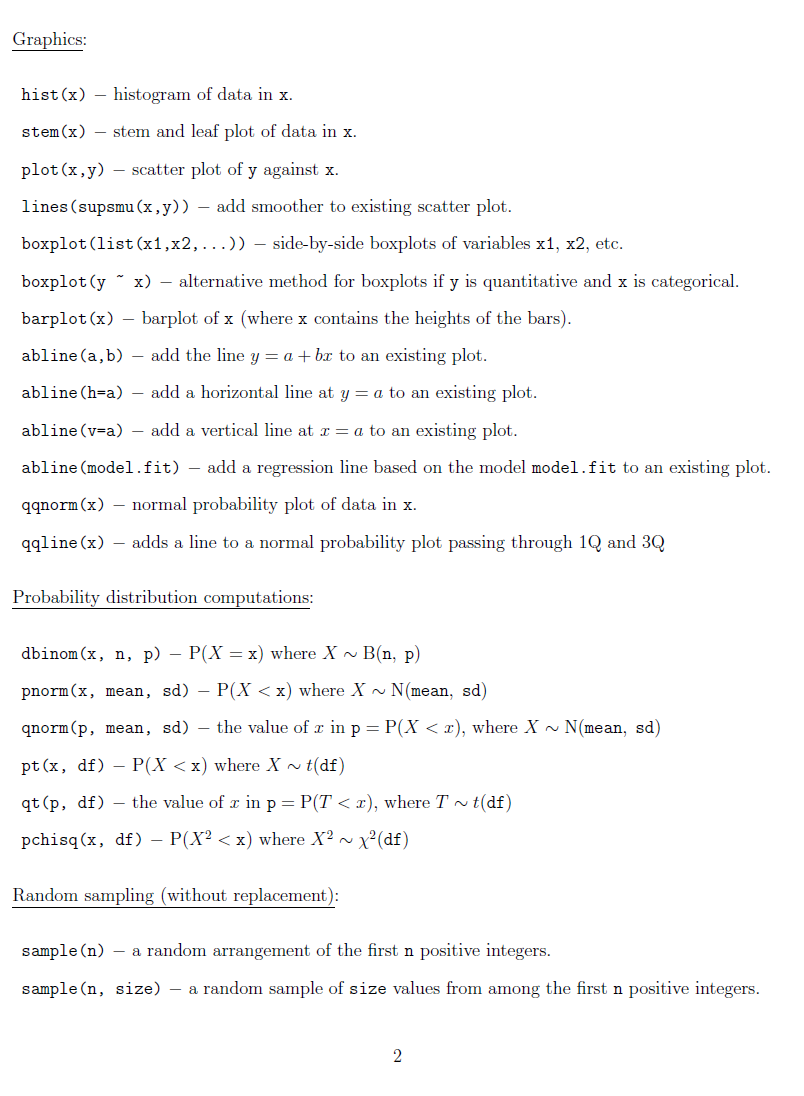 Graphics:
hist(x) − histogram of data in x.
stem(x) − stem and leaf plot of data in x.
plot(x,y) − scatter plot of y against x.
lines(supsmu(x,y)) − add smoother to existing scatter plot.
boxplot(list(x1,x2,...)) − side-by-side boxplots of variables x1, x2, etc.
boxplot(y ~ x) − alternative method for boxplots if y is quantitative and x is categorical.
barplot(x) − barplot of x (where x contains the heights of the bars).
abline(a,b) − add the line y = a + bx to an existing plot.
abline(h=a) − add a horizontal line at y = a to an existing plot.
abline(v=a) − add a vertical line at x = a to an existing plot.
abline(model.fit) − add a regression line based on the model model.fit to an existing plot.
qqnorm(x) − normal probability plot of data in x.
qqline(x) − adds a line to a normal probability plot passing through 1Q and 3Q
Probability distribution computations:
dbinom(x, n, p) − P(X = x) where X ∼ B(n, p)
pnorm(x, mean, sd) − P(X < x) where X ∼ N(mean, sd)
qnorm(p, mean, sd) − the value of x in p = P(X < x), where X ∼ N(mean, sd)
pt(x, df) − P(X < x) where X ∼ t(df)
qt(p, df) − the value of x in p = P(T < x), where T ∼ t(df)
pchisq(x, df) − P(X² < x) where X² ∼ χ²(df)
Random sampling (without replacement):
sample(n) − a random arrangement of the first n positive integers.
sample(n, size) − a random sample of size values from among the first n positive integers.
2